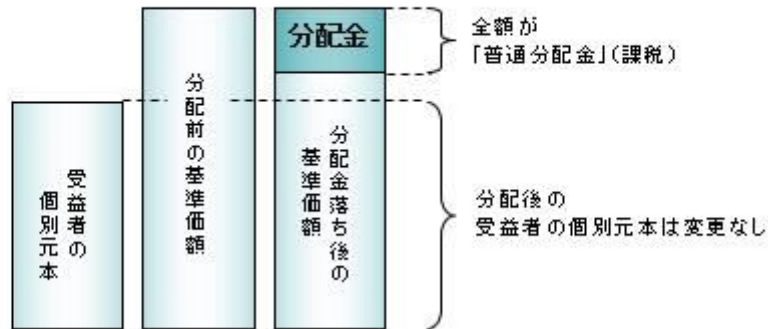 受益者の
個別元本
分配前の基準価額
分配金
分配金落ち後の
基準価額
全額が
「普通分配金」(課税)
分配後の
受益者の個別元本は変更なし